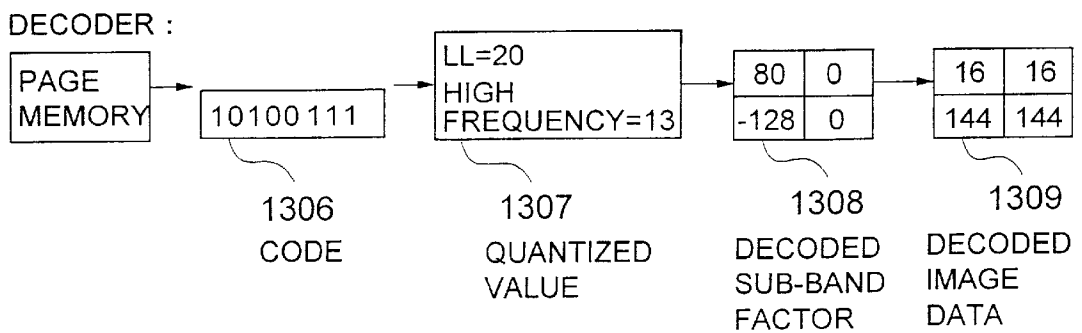 DECODER :
PAGE
MEMORY
10100111
LL=20
HIGH
FREQUENCY=13
80 0
-128 0
16 16
144 144
1306
CODE
1307
QUANTIZED
VALUE
1308
DECODED
SUB-BAND
FACTOR
1309
DECODED
IMAGE
DATA